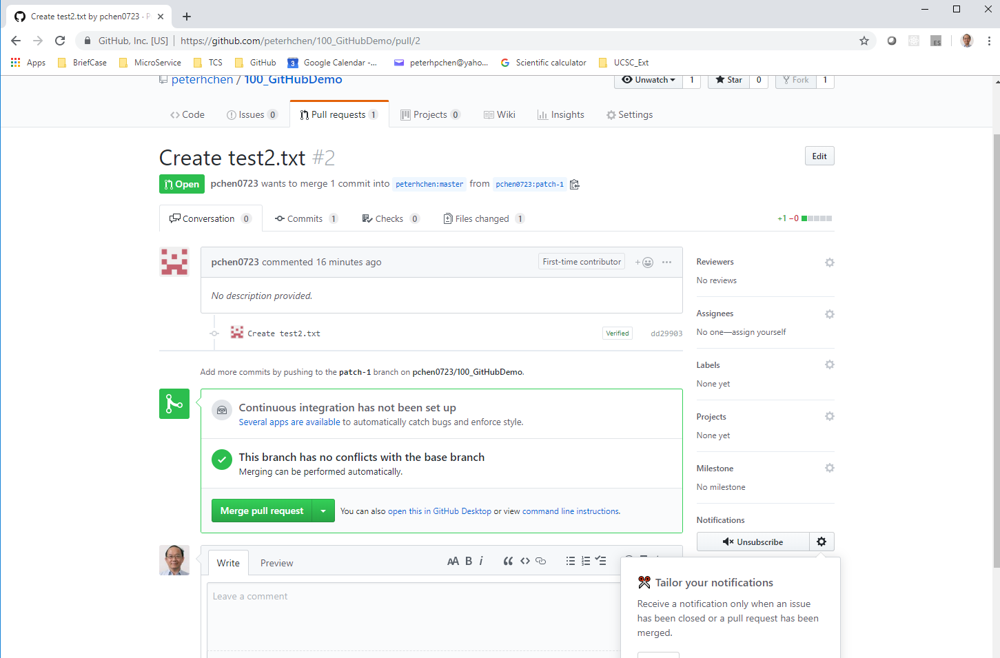 Create test2.txt by pchen0723 · P
GitHub, Inc. [US] https://github.com/peterhchen/100_GitHubDemo/pull/2
Apps BriefCase MicroService TCS GitHub 3 Google Calendar -... peterhpchen@yaho... Scientific calculator UCSC_Ext
peterhchen / 100_GitHubDemo Unwatch 1 Star 0 Fork 1
Code Issues 0 Pull requests 1 Projects 0 Wiki Insights Settings
Create test2.txt #2 Edit
Open pchen0723 wants to merge 1 commit into peterhchen:master from pchen0723:patch-1
Conversation 0 Commits 1 Checks 0 Files changed 1 +1 −0
pchen0723 commented 16 minutes ago First-time contributor
No description provided.
Create test2.txt Verified dd29903
Add more commits by pushing to the patch-1 branch on pchen0723/100_GitHubDemo.
Continuous integration has not been set up
Several apps are available to automatically catch bugs and enforce style.
This branch has no conflicts with the base branch
Merging can be performed automatically.
Merge pull request You can also open this in GitHub Desktop or view command line instructions.
Write Preview AA B i
Leave a comment
Reviewers
No reviews
Assignees
No one—assign yourself
Labels
None yet
Projects
None yet
Milestone
No milestone
Notifications
Unsubscribe
Tailor your notifications
Receive a notification only when an issue
has been closed or a pull request has been
merged.